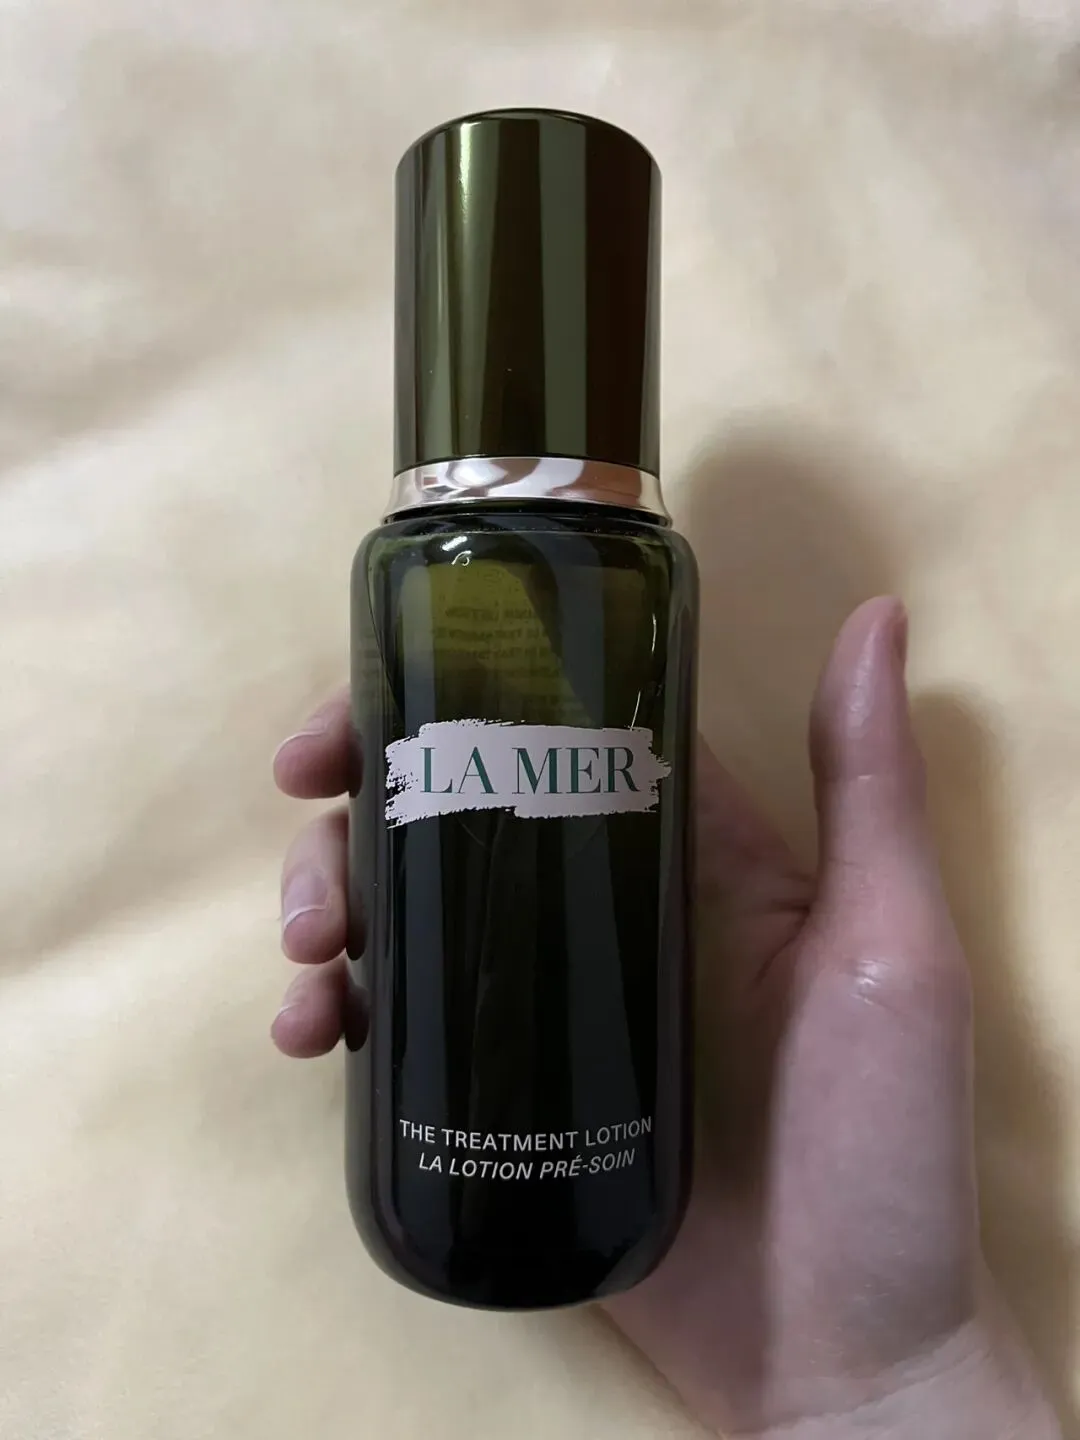 LA MER
THE TREATMENT LOTION
LA LOTION PRÉ-SOIN